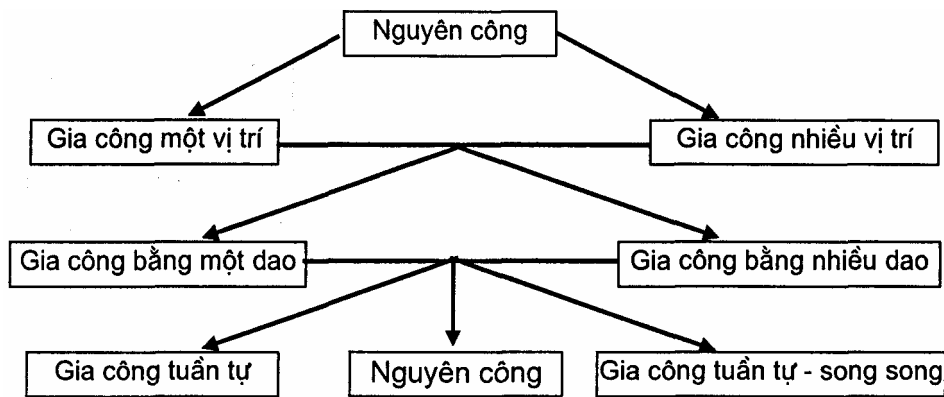 Nguyên công
Gia công một vị trí
Gia công nhiều vị trí
Gia công bằng một dao
Gia công bằng nhiều dao
Gia công tuần tự
Nguyên công
Gia công tuần tự - song song